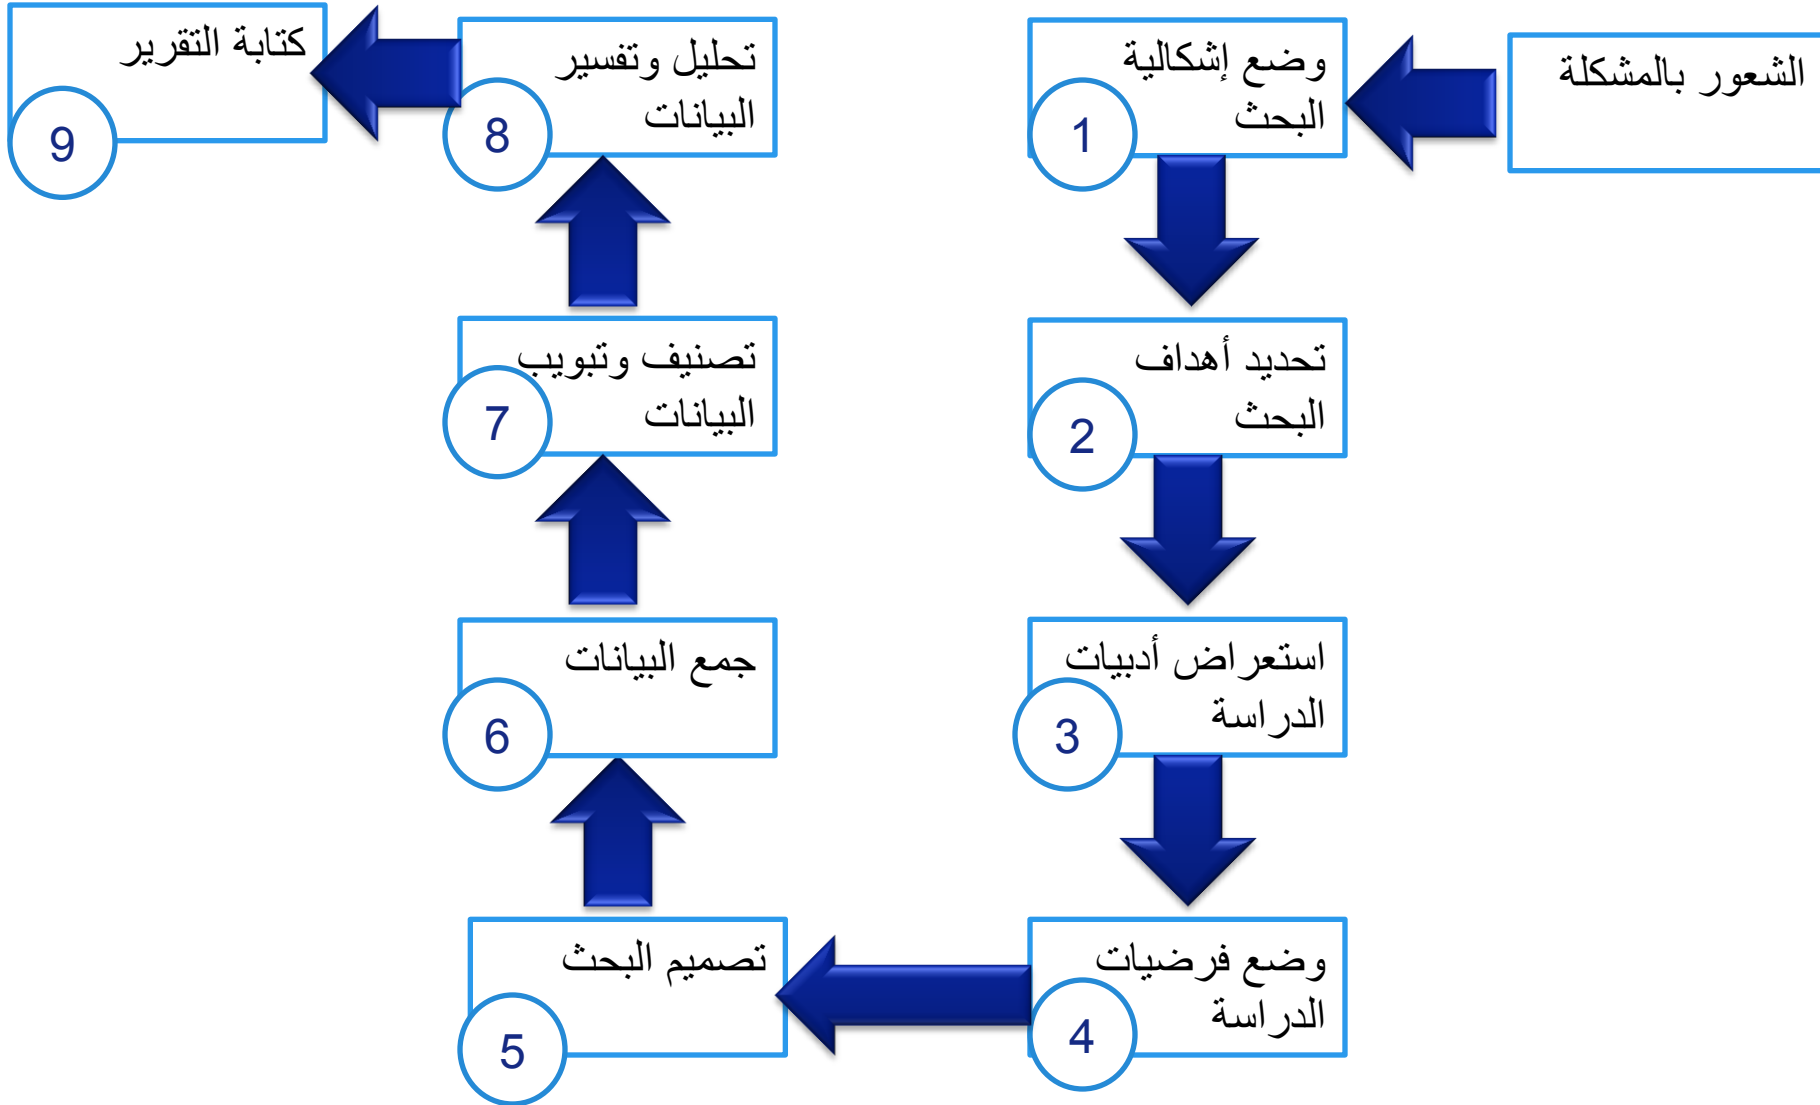 الشعور بالمشكلة
وضع إشكالية
البحث
1
تحديد أهداف
البحث
2
استعراض أدبيات
الدراسة
3
وضع فرضيات
الدراسة
4
تصميم البحث
5
جمع البيانات
6
تصنيف وتبويب
البيانات
7
تحليل وتفسير
البيانات
8
كتابة التقرير
9